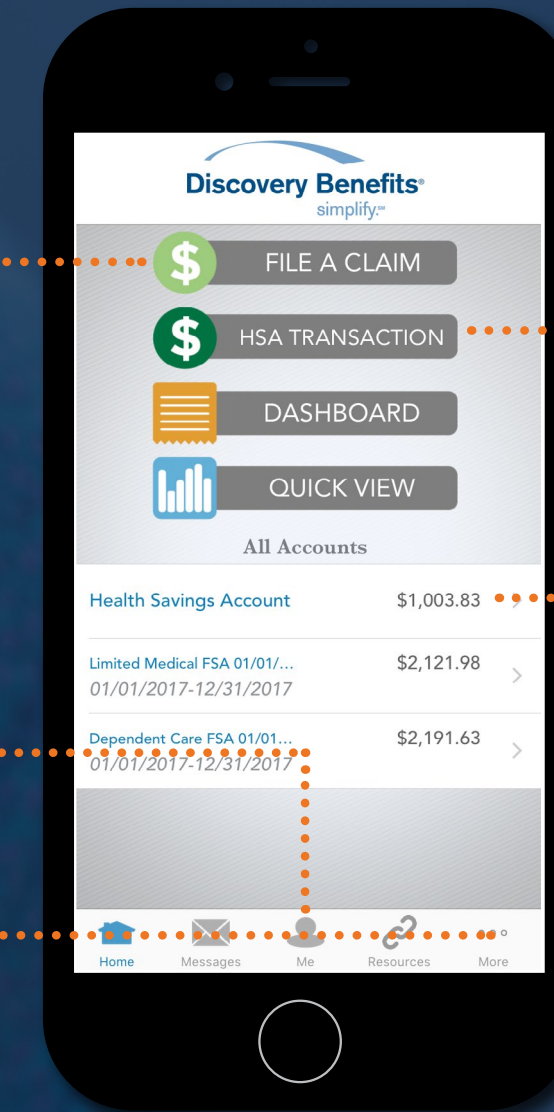 Discovery Benefits®
simplify.℠
FILE A CLAIM
HSA TRANSACTION
DASHBOARD
QUICK VIEW
All Accounts
Health Savings Account $1,003.83
Limited Medical FSA 01/01/... $2,121.98
01/01/2017-12/31/2017
Dependent Care FSA 01/01... $2,191.63
01/01/2017-12/31/2017
Home Messages Me Resources More